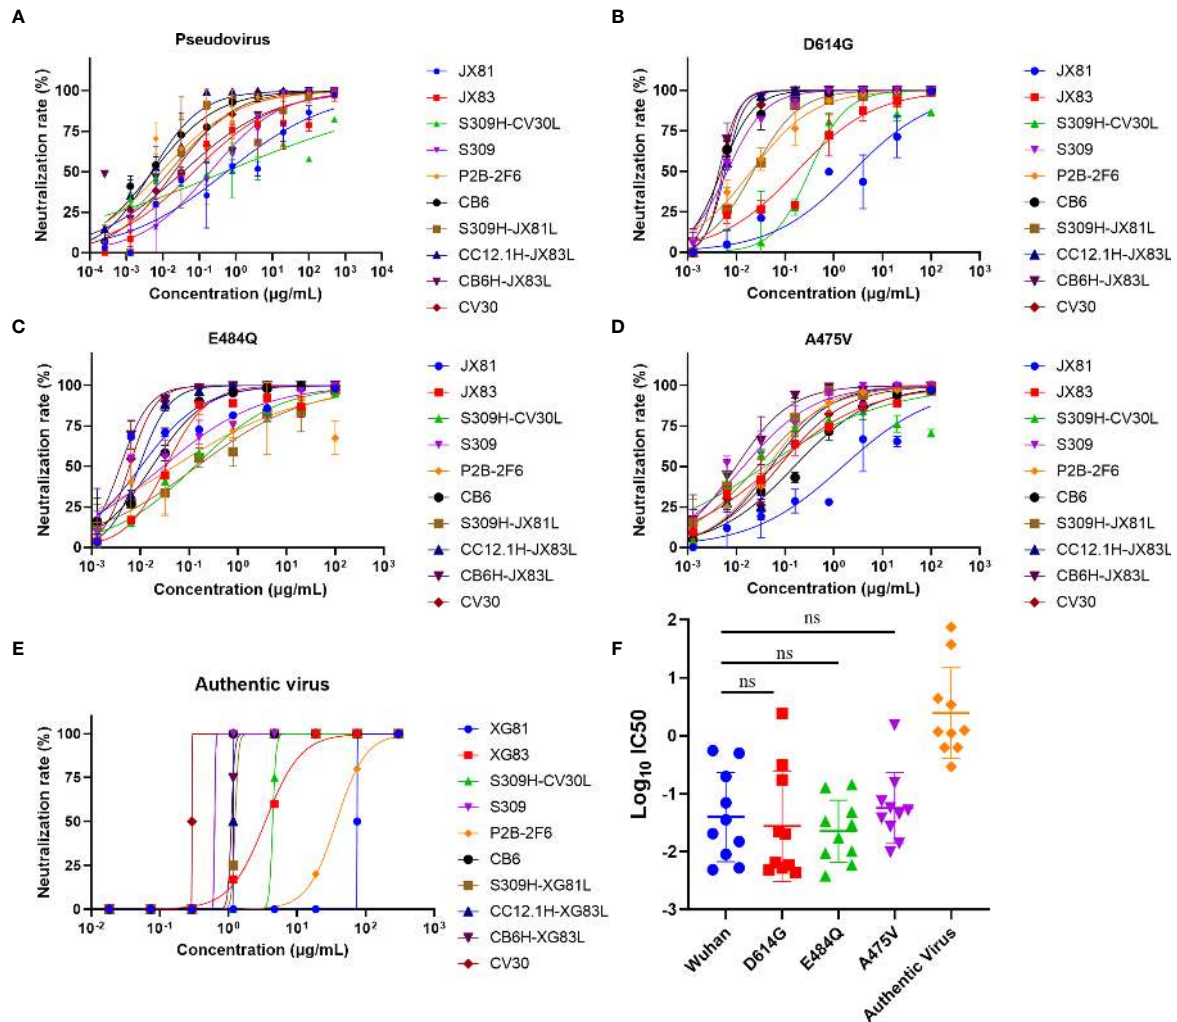 A
Pseudovirus
Neutralization rate (%)
100
75
50
25
0
10-4
10-3
10-2
10-1
100
101
102
103
104
Concentration (µg/mL)
JX81
JX83
S309H-CV30L
S309
P2B-2F6
CB6
S309H-JX81L
CC12.1H-JX83L
CB6H-JX83L
CV30
B
D614G
Neutralization rate (%)
100
75
50
25
0
10-3
10-2
10-1
100
101
102
103
Concentration (µg/mL)
JX81
JX83
S309H-CV30L
S309
P2B-2F6
CB6
S309H-JX81L
CC12.1H-JX83L
CB6H-JX83L
CV30
C
E484Q
Neutralization rate (%)
100
75
50
25
0
10-3
10-2
10-1
100
101
102
103
Concentration (µg/mL)
JX81
JX83
S309H-CV30L
S309
P2B-2F6
CB6
S309H-JX81L
CC12.1H-JX83L
CB6H-JX83L
CV30
D
A475V
Neutralization rate (%)
100
75
50
25
0
10-3
10-2
10-1
100
101
102
103
Concentration (µg/mL)
JX81
JX83
S309H-CV30L
S309
P2B-2F6
CB6
S309H-JX81L
CC12.1H-JX83L
CB6H-JX83L
CV30
E
Authentic virus
Neutralization rate (%)
100
75
50
25
0
10-2
10-1
100
101
102
103
Concentration (µg/mL)
XG81
XG83
S309H-CV30L
S309
P2B-2F6
CB6
S309H-XG81L
CC12.1H-XG83L
CB6H-XG83L
CV30
F
Log10 IC50
2
1
0
-1
-2
-3
ns
ns
ns
Wuhan
D614G
E484Q
A475V
Authentic Virus